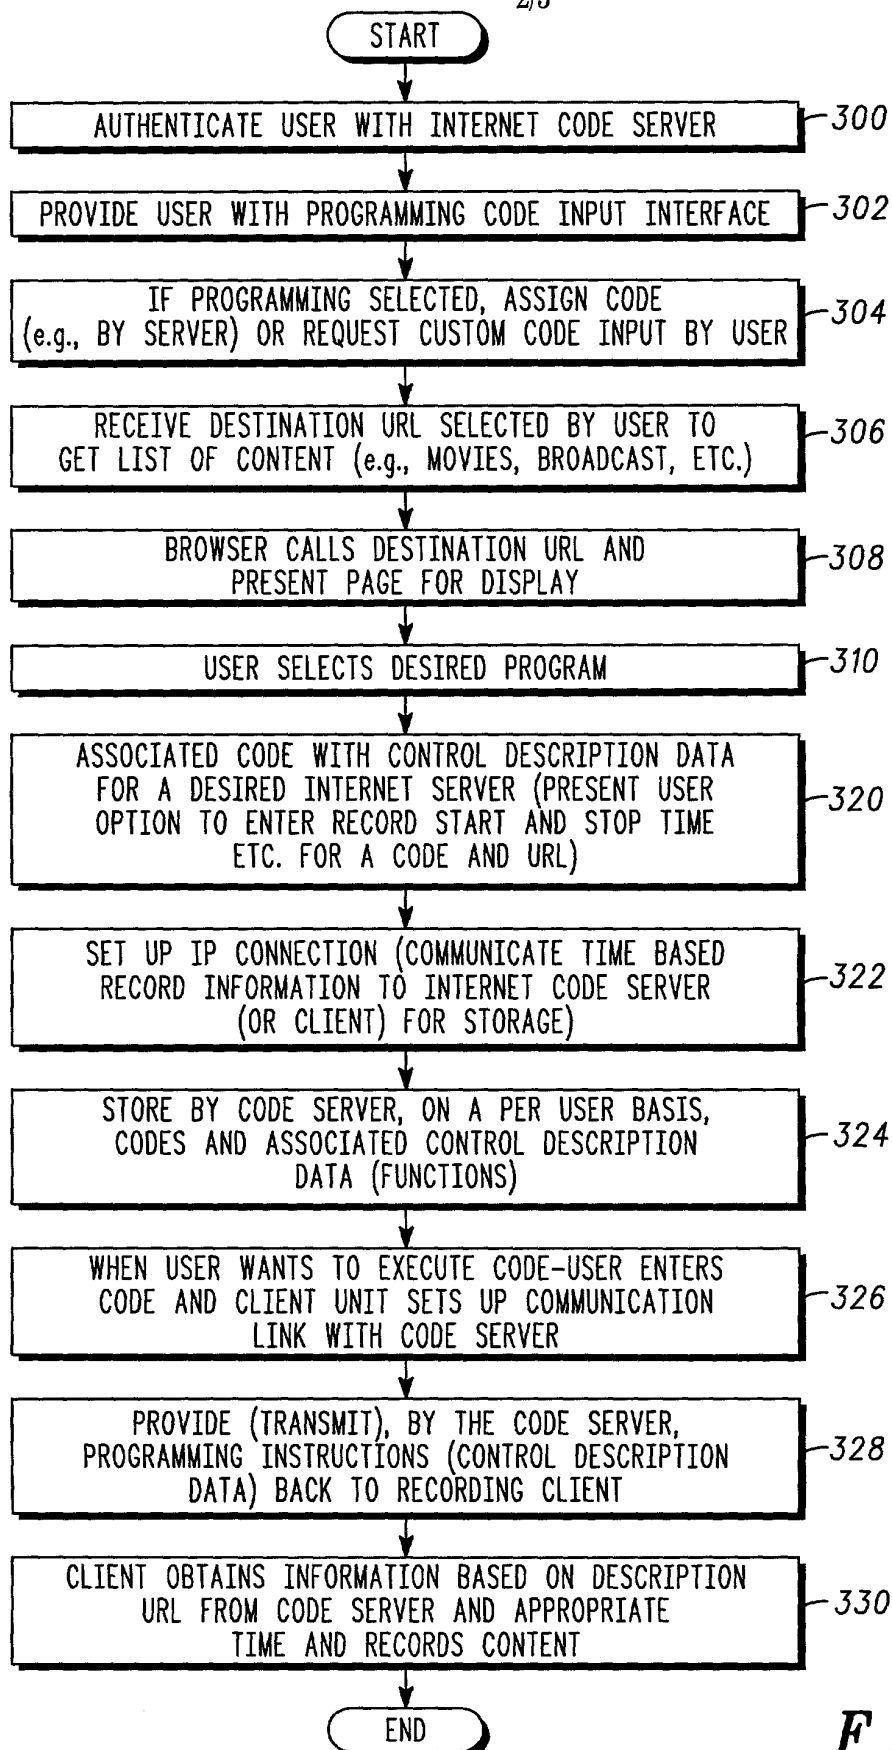 2/3
START
AUTHENTICATE USER WITH INTERNET CODE SERVER
300
PROVIDE USER WITH PROGRAMMING CODE INPUT INTERFACE
302
IF PROGRAMMING SELECTED, ASSIGN CODE
(e.g., BY SERVER) OR REQUEST CUSTOM CODE INPUT BY USER
304
RECEIVE DESTINATION URL SELECTED BY USER TO
GET LIST OF CONTENT (e.g., MOVIES, BROADCAST, ETC.)
306
BROWSER CALLS DESTINATION URL AND
PRESENT PAGE FOR DISPLAY
308
USER SELECTS DESIRED PROGRAM
310
ASSOCIATED CODE WITH CONTROL DESCRIPTION DATA
FOR A DESIRED INTERNET SERVER (PRESENT USER
OPTION TO ENTER RECORD START AND STOP TIME
ETC. FOR A CODE AND URL)
320
SET UP IP CONNECTION (COMMUNICATE TIME BASED
RECORD INFORMATION TO INTERNET CODE SERVER
(OR CLIENT) FOR STORAGE)
322
STORE BY CODE SERVER, ON A PER USER BASIS,
CODES AND ASSOCIATED CONTROL DESCRIPTION
DATA (FUNCTIONS)
324
WHEN USER WANTS TO EXECUTE CODE-USER ENTERS
CODE AND CLIENT UNIT SETS UP COMMUNICATION
LINK WITH CODE SERVER
326
PROVIDE (TRANSMIT), BY THE CODE SERVER,
PROGRAMMING INSTRUCTIONS (CONTROL DESCRIPTION
DATA) BACK TO RECORDING CLIENT
328
CLIENT OBTAINS INFORMATION BASED ON DESCRIPTION
URL FROM CODE SERVER AND APPROPRIATE
TIME AND RECORDS CONTENT
330
END
F